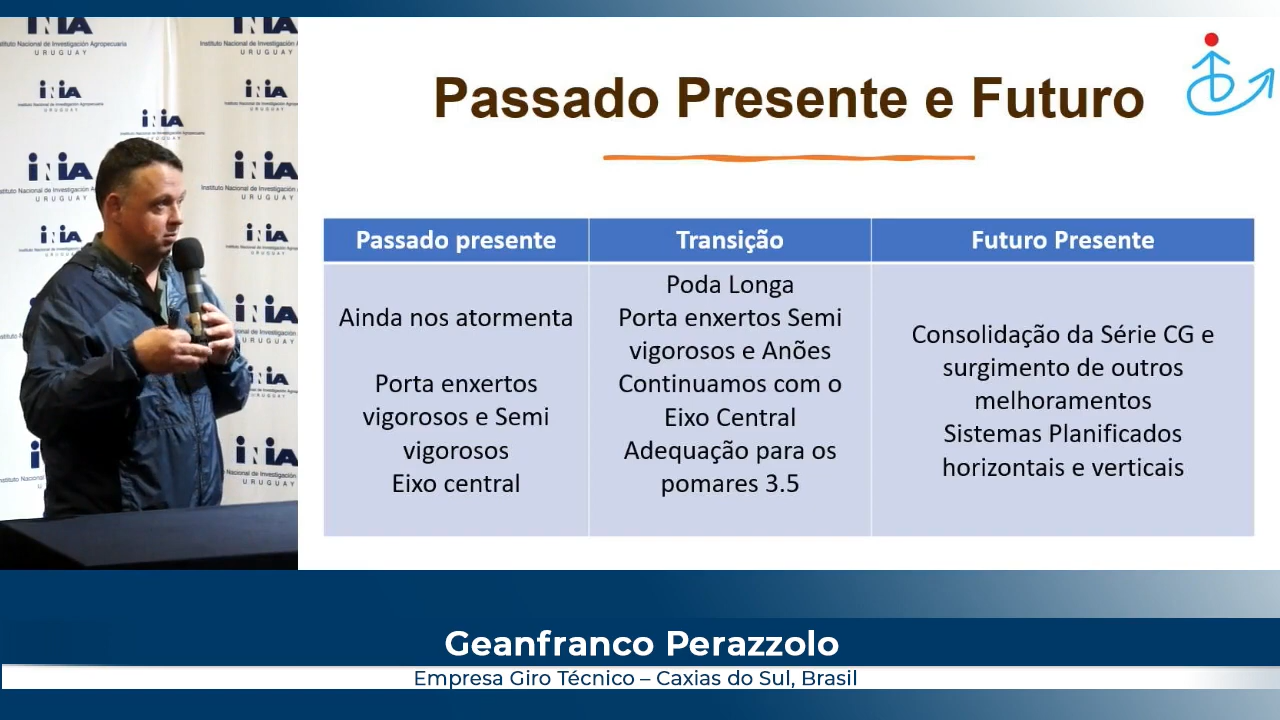 INIA
Instituto Nacional de Investigación Agropecuaria
URUGUAY
Passado Presente e Futuro
Passado presente
Transição
Futuro Presente
Ainda nos atormenta
Porta enxertos
vigorosos e Semi
vigorosos
Eixo central
Poda Longa
Porta enxertos Semi
vigorosos e Anões
Continuamos com o
Eixo Central
Adequação para os
pomares 3.5
Consolidação da Série CG e
surgimento de outros
melhoramentos
Sistemas Planificados
horizontais e verticais
Geanfranco Perazzolo
Empresa Giro Técnico – Caxias do Sul, Brasil